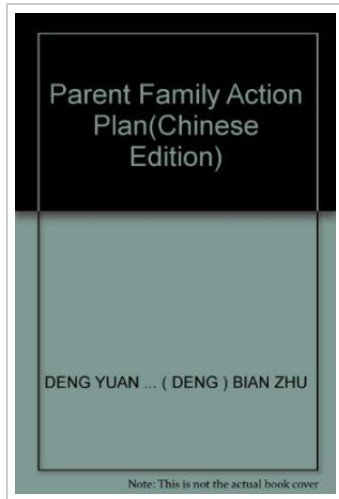 Parent Family Action
Plan(Chinese
Edition)
DENG YUAN ... ( DENG ) BIAN ZHU
Note: This is not the actual book cover